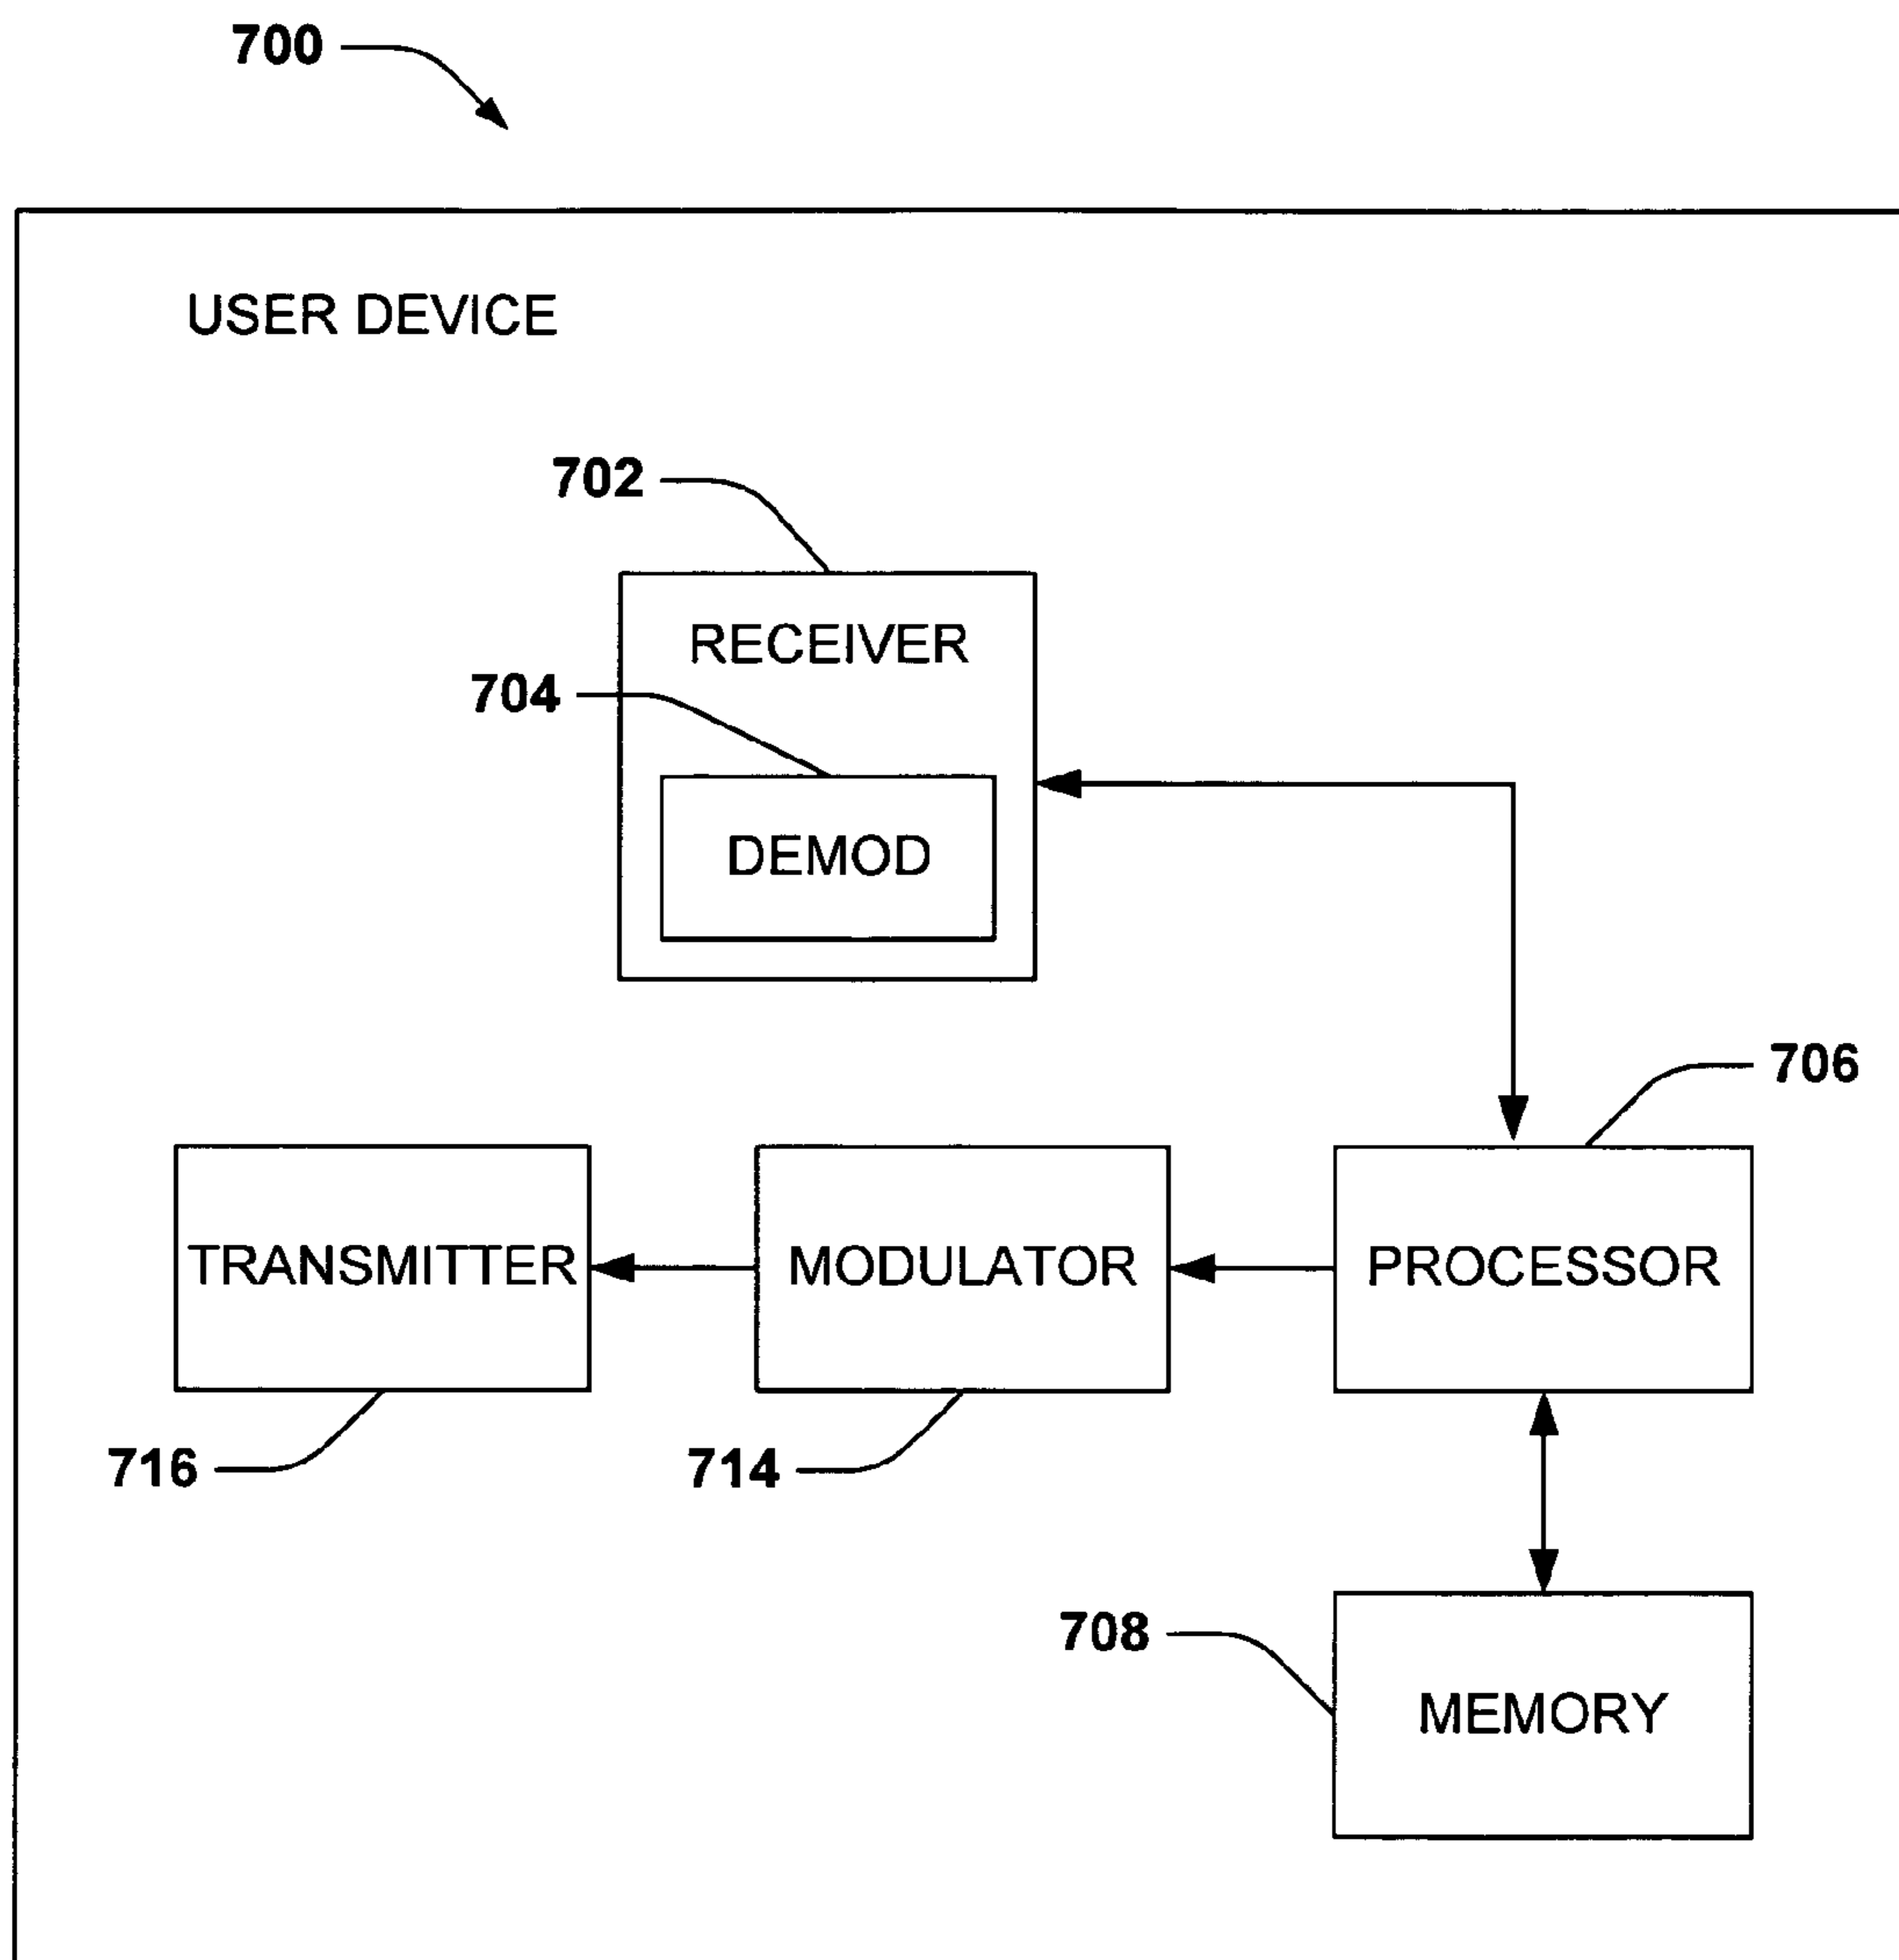 700
USER DEVICE
702
RECEIVER
704
DEMOD
706
TRANSMITTER
MODULATOR
PROCESSOR
716
714
708
MEMORY